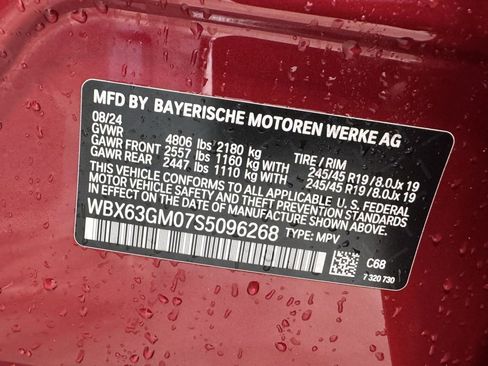 MFD BY BAYERISCHE MOTOREN WERKE AG
08/24
GVWR 4806 lbs 2180 kg TIRE / RIM
GAWR FRONT 2557 lbs 1160 kg WITH 245/45 R19 / 8.0Jx 19
GAWR REAR 2447 lbs 1110 kg WITH 245/45 R19 / 8.0Jx 19
THIS VEHICLE CONFORMS TO ALL APPLICABLE U. S. FEDERAL
MOTOR VEHICLE SAFETY AND THEFT PREVENTION STANDARDS
IN EFFECT ON THE DATE OF MANUFACTURE SHOWN ABOVE.
WBX63GM07S5096268 TYPE: MPV
C68
7 320 730